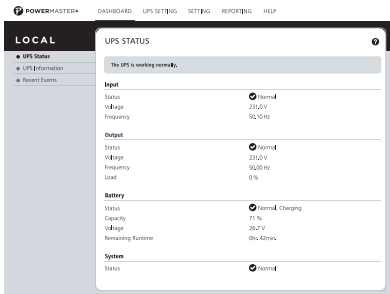 POWERMASTER+ DASHBOARD UPS SETTING SETTING REPORTING HELP
LOCAL
UPS Status
UPS Information
Recent Events
UPS STATUS ?
The UPS is working normally.
Input
Status Normal
Voltage 231.0 V
Frequency 50.10 Hz
Output
Status Normal
Voltage 231.0 V
Frequency 50.00 Hz
Load 0 %
Battery
Status Normal, Charging
Capacity 71 %
Voltage 26.7 V
Remaining Runtime 0hr. 42min.
System
Status Normal